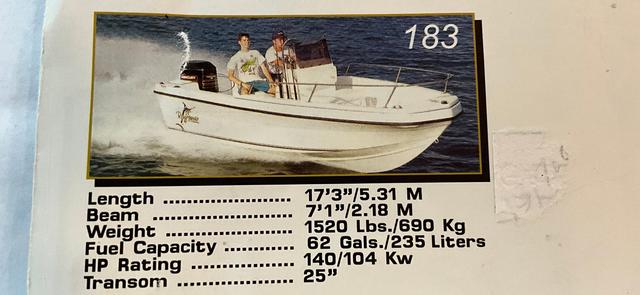 183
Length ........................ 17'3"/5.31 M
Beam .......................... 7'1"/2.18 M
Weight ........................ 1520 Lbs./690 Kg
Fuel Capacity ............. 62 Gals./235 Liters
HP Rating ..................... 140/104 Kw
Transom ...................... 25"